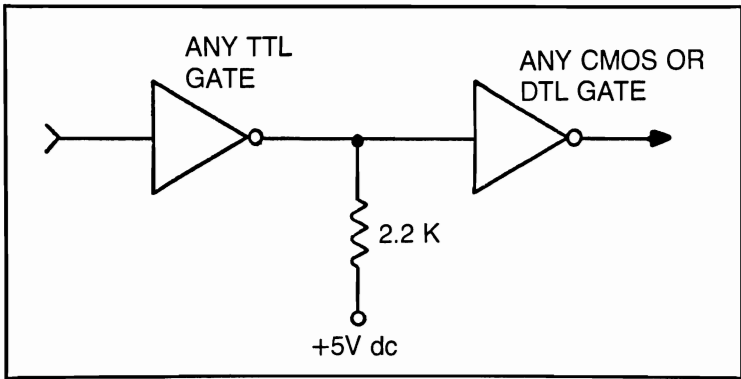 ANY TTL
GATE
ANY CMOS OR
DTL GATE
2.2 K
+5V dc